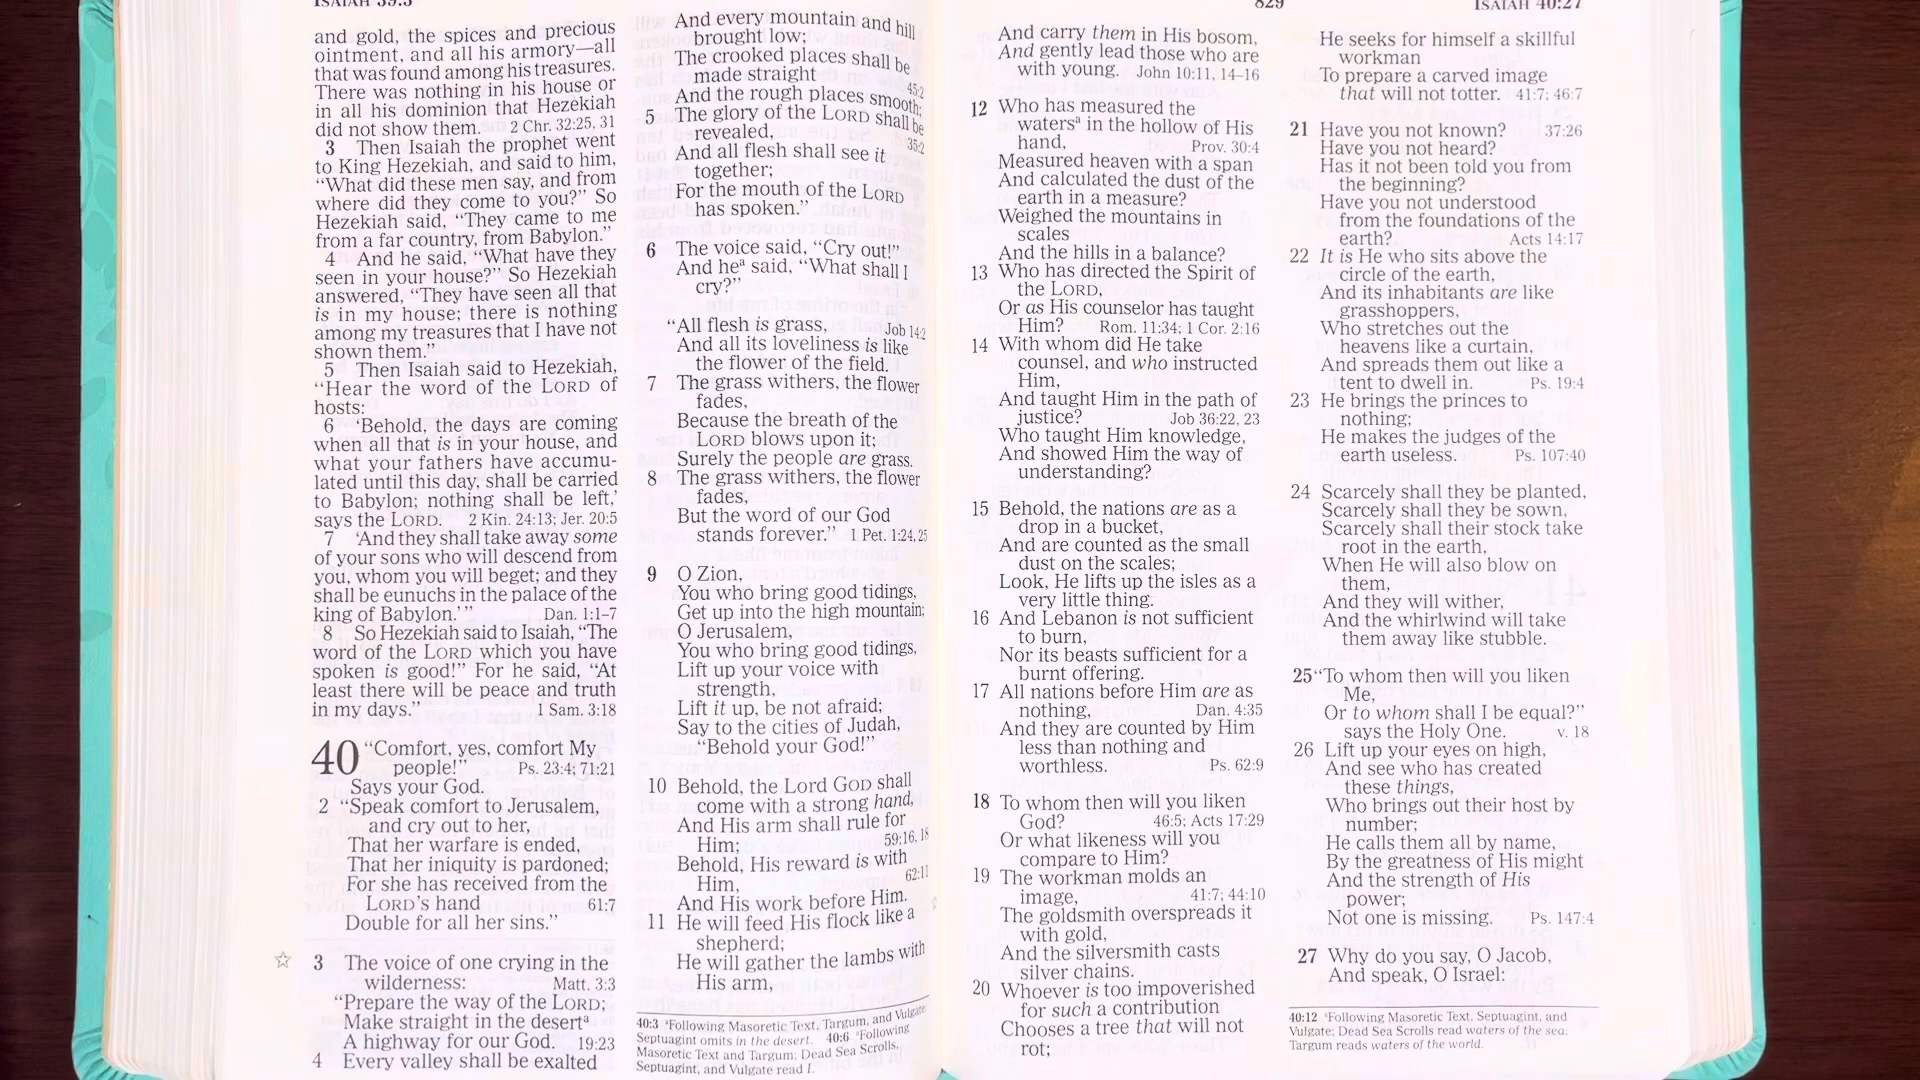 ISAIAH 39:3
and gold, the spices and precious
ointment, and all his armory—all
that was found among his treasures.
There was nothing in his house or
in all his dominion that Hezekiah
did not show them. 2 Chr. 32:25, 31
3 Then Isaiah the prophet went
to King Hezekiah, and said to him,
“What did these men say, and from
where did they come to you?” So
Hezekiah said, “They came to me
from a far country, from Babylon.”
4 And he said, “What have they
seen in your house?” So Hezekiah
answered, “They have seen all that
is in my house; there is nothing
among my treasures that I have not
shown them.”
5 Then Isaiah said to Hezekiah,
“Hear the word of the LORD of
hosts:
6 ‘Behold, the days are coming
when all that is in your house, and
what your fathers have accumu-
lated until this day, shall be carried
to Babylon; nothing shall be left,’
says the LORD. 2 Kin. 24:13; Jer. 20:5
7 ‘And they shall take away some
of your sons who will descend from
you, whom you will beget; and they
shall be eunuchs in the palace of the
king of Babylon.’ ” Dan. 1:1–7
8 So Hezekiah said to Isaiah, “The
word of the LORD which you have
spoken is good!” For he said, “At
least there will be peace and truth
in my days.” 1 Sam. 3:18
40 “Comfort, yes, comfort My
people!” Ps. 23:4; 71:21
Says your God.
2 “Speak comfort to Jerusalem,
and cry out to her,
That her warfare is ended,
That her iniquity is pardoned;
For she has received from the
LORD’s hand 61:7
Double for all her sins.”
☆ 3 The voice of one crying in the
wilderness: Matt. 3:3
“Prepare the way of the LORD;
Make straight in the desertª
A highway for our God. 19:23
4 Every valley shall be exalted
And every mountain and hill
brought low;
The crooked places shall be
made straight 45:2
And the rough places smooth;
5 The glory of the LORD shall be
revealed, 35:2
And all flesh shall see it
together;
For the mouth of the LORD
has spoken.”
6 The voice said, “Cry out!”
And heª said, “What shall I
cry?”
“All flesh is grass, Job 14:2
And all its loveliness is like
the flower of the field.
7 The grass withers, the flower
fades,
Because the breath of the
LORD blows upon it;
Surely the people are grass.
8 The grass withers, the flower
fades,
But the word of our God
stands forever.” 1 Pet. 1:24, 25
9 O Zion,
You who bring good tidings,
Get up into the high mountain;
O Jerusalem,
You who bring good tidings,
Lift up your voice with
strength,
Lift it up, be not afraid;
Say to the cities of Judah,
“Behold your God!”
10 Behold, the Lord GOD shall
come with a strong hand,
And His arm shall rule for
Him; 59:16, 18
Behold, His reward is with
Him, 62:11
And His work before Him.
11 He will feed His flock like a
shepherd;
He will gather the lambs with
His arm,
40:3 ªFollowing Masoretic Text, Targum, and Vulgate;
Septuagint omits in the desert. 40:6 ªFollowing
Masoretic Text and Targum; Dead Sea Scrolls,
Septuagint, and Vulgate read I.
829
ISAIAH 40:27
And carry them in His bosom,
And gently lead those who are
with young. John 10:11, 14–16
12 Who has measured the
watersª in the hollow of His
hand, Prov. 30:4
Measured heaven with a span
And calculated the dust of the
earth in a measure?
Weighed the mountains in
scales
And the hills in a balance?
13 Who has directed the Spirit of
the LORD,
Or as His counselor has taught
Him? Rom. 11:34; 1 Cor. 2:16
14 With whom did He take
counsel, and who instructed
Him,
And taught Him in the path of
justice? Job 36:22, 23
Who taught Him knowledge,
And showed Him the way of
understanding?
15 Behold, the nations are as a
drop in a bucket,
And are counted as the small
dust on the scales;
Look, He lifts up the isles as a
very little thing.
16 And Lebanon is not sufficient
to burn,
Nor its beasts sufficient for a
burnt offering.
17 All nations before Him are as
nothing, Dan. 4:35
And they are counted by Him
less than nothing and
worthless. Ps. 62:9
18 To whom then will you liken
God? 46:5; Acts 17:29
Or what likeness will you
compare to Him?
19 The workman molds an
image, 41:7; 44:10
The goldsmith overspreads it
with gold,
And the silversmith casts
silver chains.
20 Whoever is too impoverished
for such a contribution
Chooses a tree that will not
rot;
He seeks for himself a skillful
workman
To prepare a carved image
that will not totter. 41:7; 46:7
21 Have you not known? 37:26
Have you not heard?
Has it not been told you from
the beginning?
Have you not understood
from the foundations of the
earth? Acts 14:17
22 It is He who sits above the
circle of the earth,
And its inhabitants are like
grasshoppers,
Who stretches out the
heavens like a curtain,
And spreads them out like a
tent to dwell in. Ps. 19:4
23 He brings the princes to
nothing;
He makes the judges of the
earth useless. Ps. 107:40
24 Scarcely shall they be planted,
Scarcely shall they be sown,
Scarcely shall their stock take
root in the earth,
When He will also blow on
them,
And they will wither,
And the whirlwind will take
them away like stubble.
25 “To whom then will you liken
Me,
Or to whom shall I be equal?”
says the Holy One. v. 18
26 Lift up your eyes on high,
And see who has created
these things,
Who brings out their host by
number;
He calls them all by name,
By the greatness of His might
And the strength of His
power;
Not one is missing. Ps. 147:4
27 Why do you say, O Jacob,
And speak, O Israel:
40:12 ªFollowing Masoretic Text, Septuagint, and
Vulgate; Dead Sea Scrolls read waters of the sea;
Targum reads waters of the world.